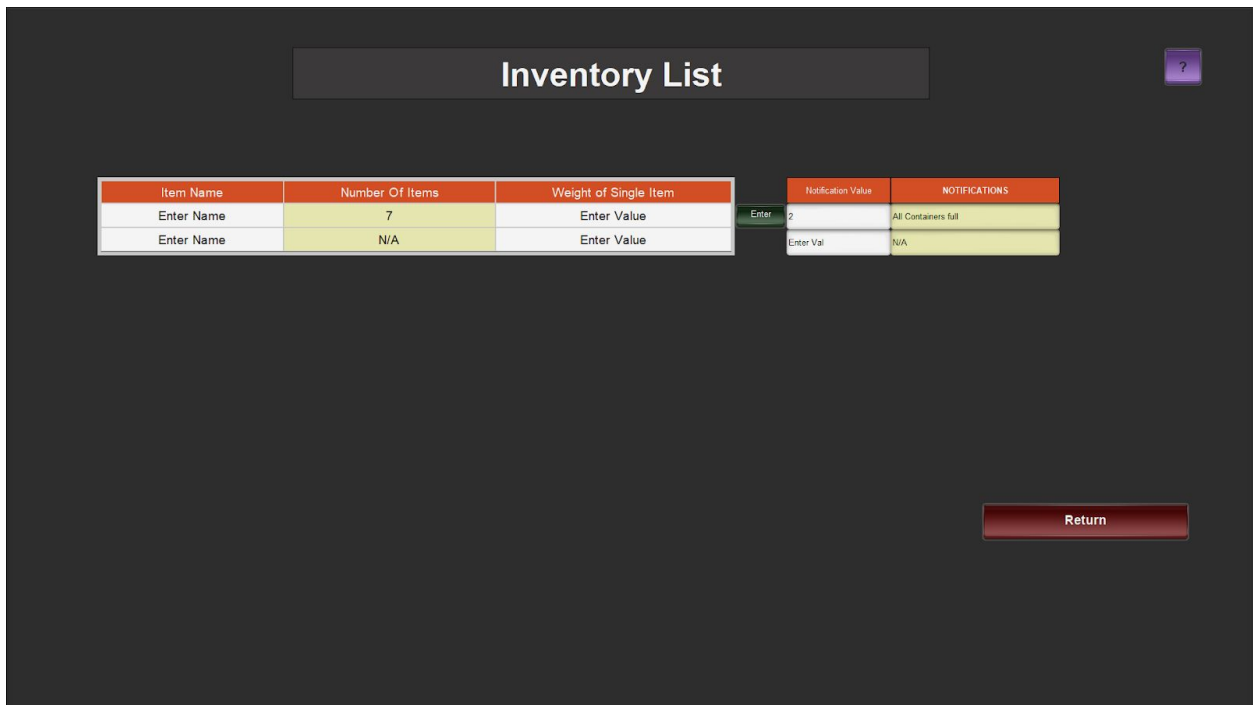 Inventory List
?
Item Name Number Of Items Weight of Single Item Notification Value NOTIFICATIONS
Enter Name 7 Enter Value Enter 2 All Containers full
Enter Name N/A Enter Value Enter Val N/A
Return